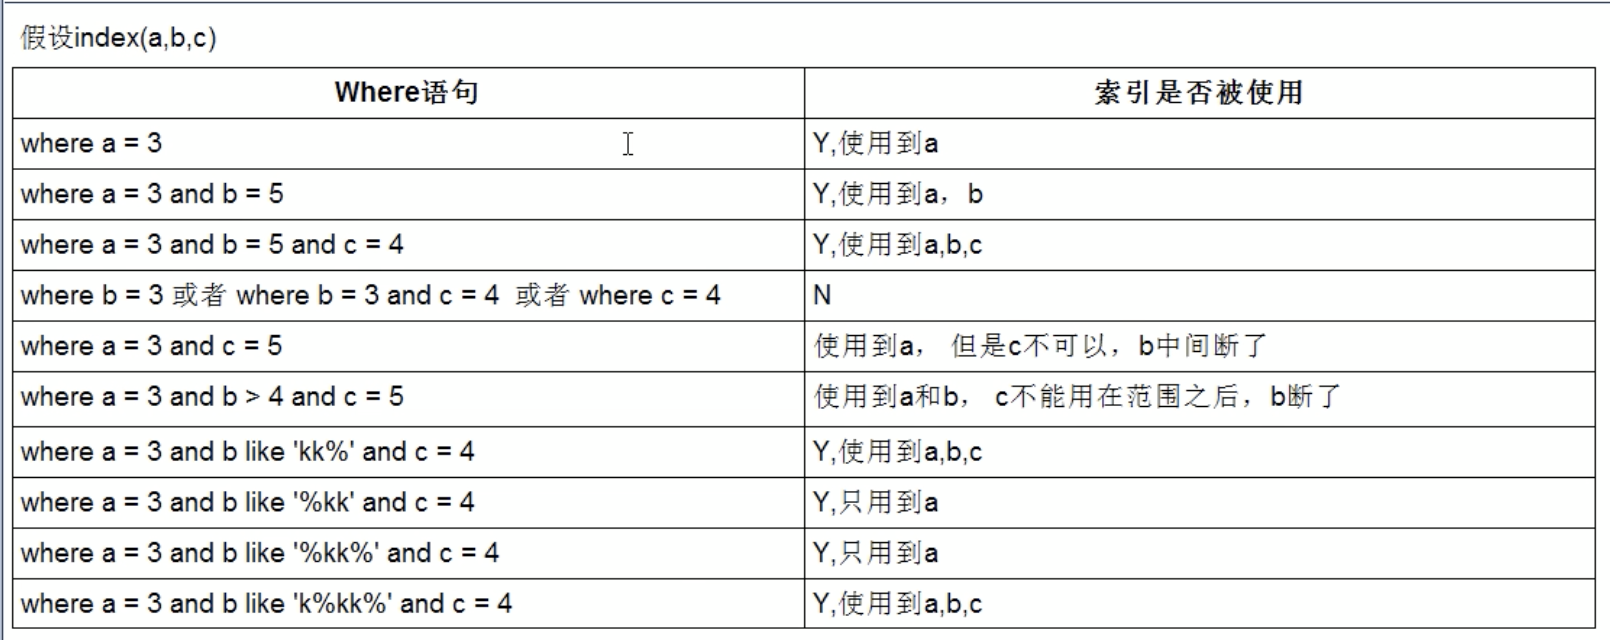 假设index(a,b,c)
Where语句 索引是否被使用
where a = 3 Y,使用到a
where a = 3 and b = 5 Y,使用到a，b
where a = 3 and b = 5 and c = 4 Y,使用到a,b,c
where b = 3 或者 where b = 3 and c = 4 或者 where c = 4 N
where a = 3 and c = 5 使用到a， 但是c不可以，b中间断了
where a = 3 and b > 4 and c = 5 使用到a和b， c不能用在范围之后，b断了
where a = 3 and b like 'kk%' and c = 4 Y,使用到a,b,c
where a = 3 and b like '%kk' and c = 4 Y,只用到a
where a = 3 and b like '%kk%' and c = 4 Y,只用到a
where a = 3 and b like 'k%kk%' and c = 4 Y,使用到a,b,c